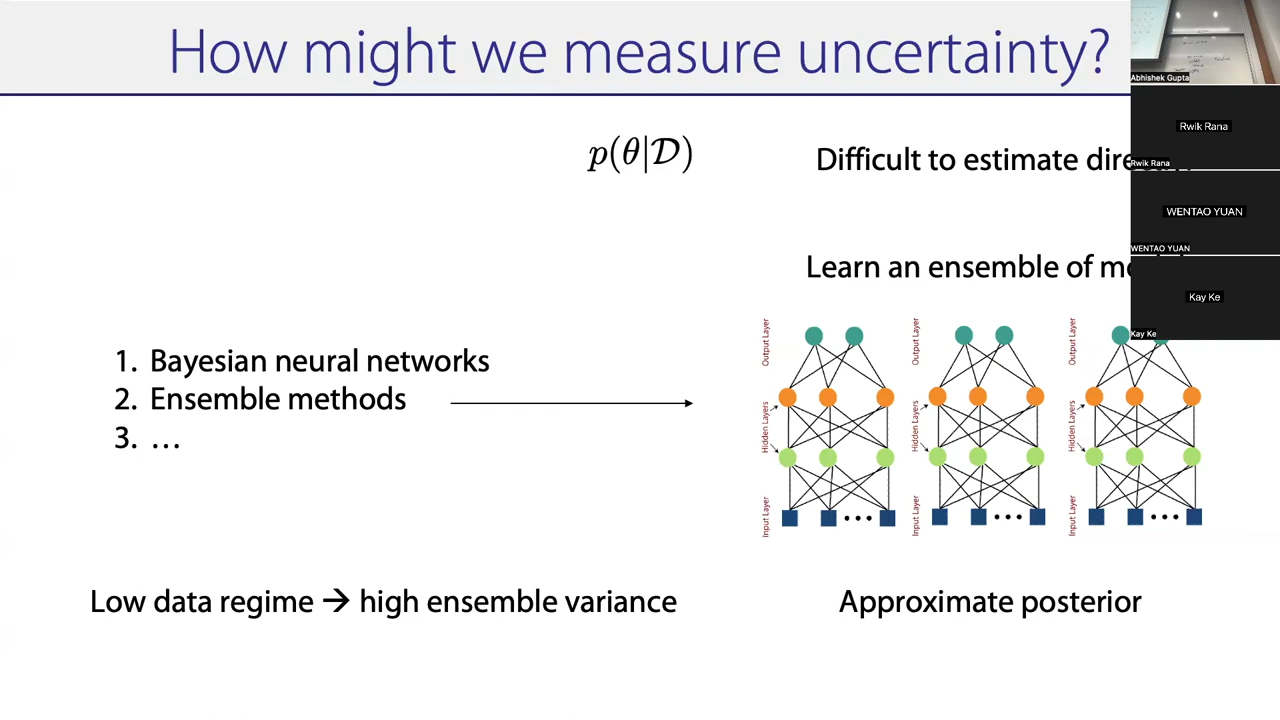 How might we measure uncertainty?
p(θ|𝒟)
Difficult to estimate
Learn an ensemble of
1. Bayesian neural networks
2. Ensemble methods
3. …
Output Layer
Hidden Layers
Input Layer
Output Layer
Hidden Layers
Input Layer
Output Layer
Hidden Layers
Input Layer
Low data regime → high ensemble variance
Approximate posterior
Abhishek Gupta
Rwik Rana
Rwik Rana
WENTAO YUAN
WENTAO YUAN
Kay Ke
Kay Ke